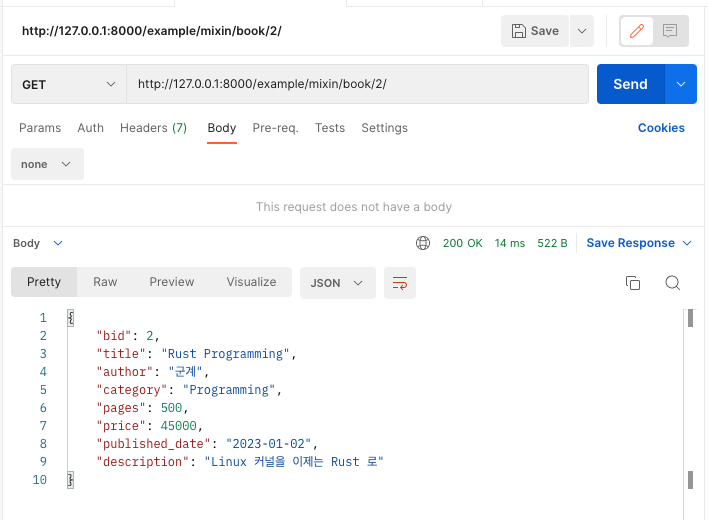 http://127.0.0.1:8000/example/mixin/book/2/
Save
GET
http://127.0.0.1:8000/example/mixin/book/2/
Send
Params Auth Headers (7) Body Pre-req. Tests Settings Cookies
none
This request does not have a body
Body 200 OK 14 ms 522 B Save Response
Pretty Raw Preview Visualize JSON
1 {
2 "bid": 2,
3 "title": "Rust Programming",
4 "author": "군계",
5 "category": "Programming",
6 "pages": 500,
7 "price": 45000,
8 "published_date": "2023-01-02",
9 "description": "Linux 커널을 이제는 Rust 로"
10 }